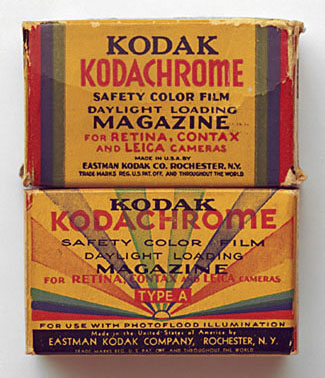 KODAK
KODACHROME
SAFETY COLOR FILM
DAYLIGHT LOADING
MAGAZINE
FOR RETINA, CONTAX
AND LEICA CAMERAS
MADE IN U.S.A. BY
EASTMAN KODAK CO. ROCHESTER, N.Y.
TRADE MARKS REG. U.S. PAT. OFF. AND THROUGHOUT THE WORLD
KODAK
KODACHROME
SAFETY COLOR FILM
DAYLIGHT LOADING
MAGAZINE
FOR RETINA, CONTAX AND LEICA CAMERAS
TYPE A
FOR USE WITH PHOTOFLOOD ILLUMINATION
Made in the United States of America by
EASTMAN KODAK COMPANY, ROCHESTER, N. Y.
TRADE MARKS REG. U.S. PAT. OFF. AND THROUGHOUT THE WORLD